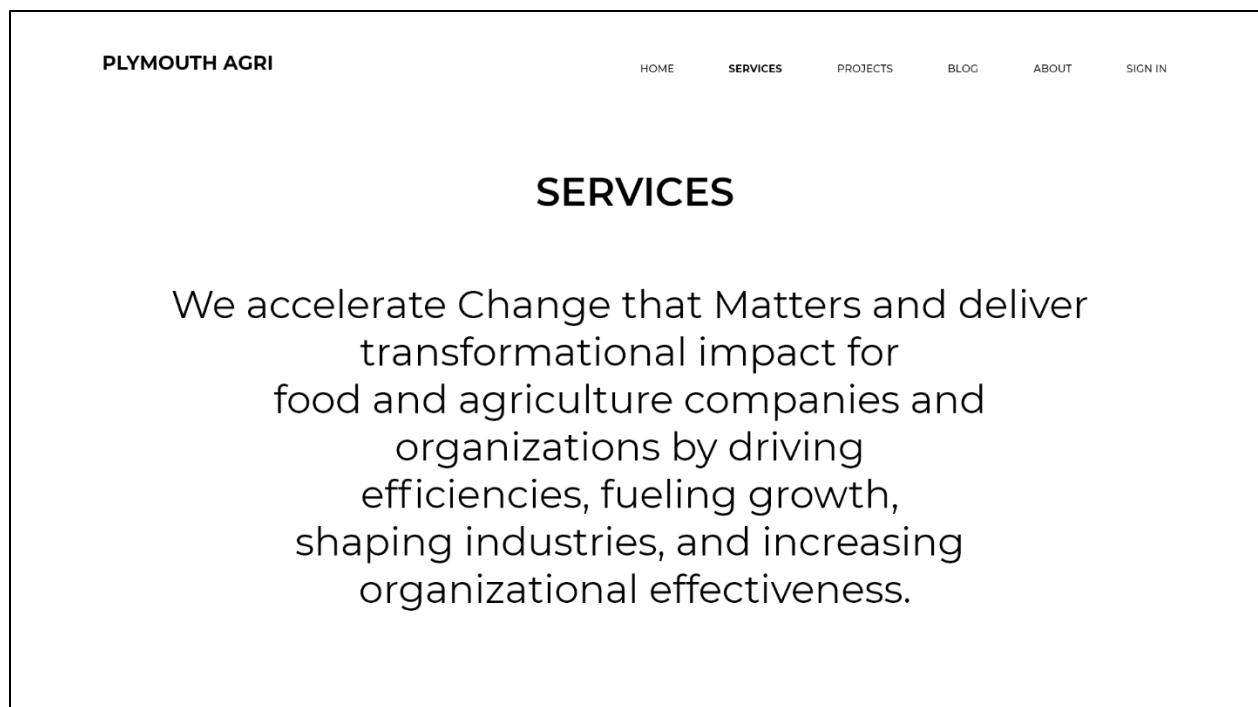 PLYMOUTH AGRI
HOME SERVICES PROJECTS BLOG ABOUT SIGN IN
SERVICES
We accelerate Change that Matters and deliver
transformational impact for
food and agriculture companies and
organizations by driving
efficiencies, fueling growth,
shaping industries, and increasing
organizational effectiveness.